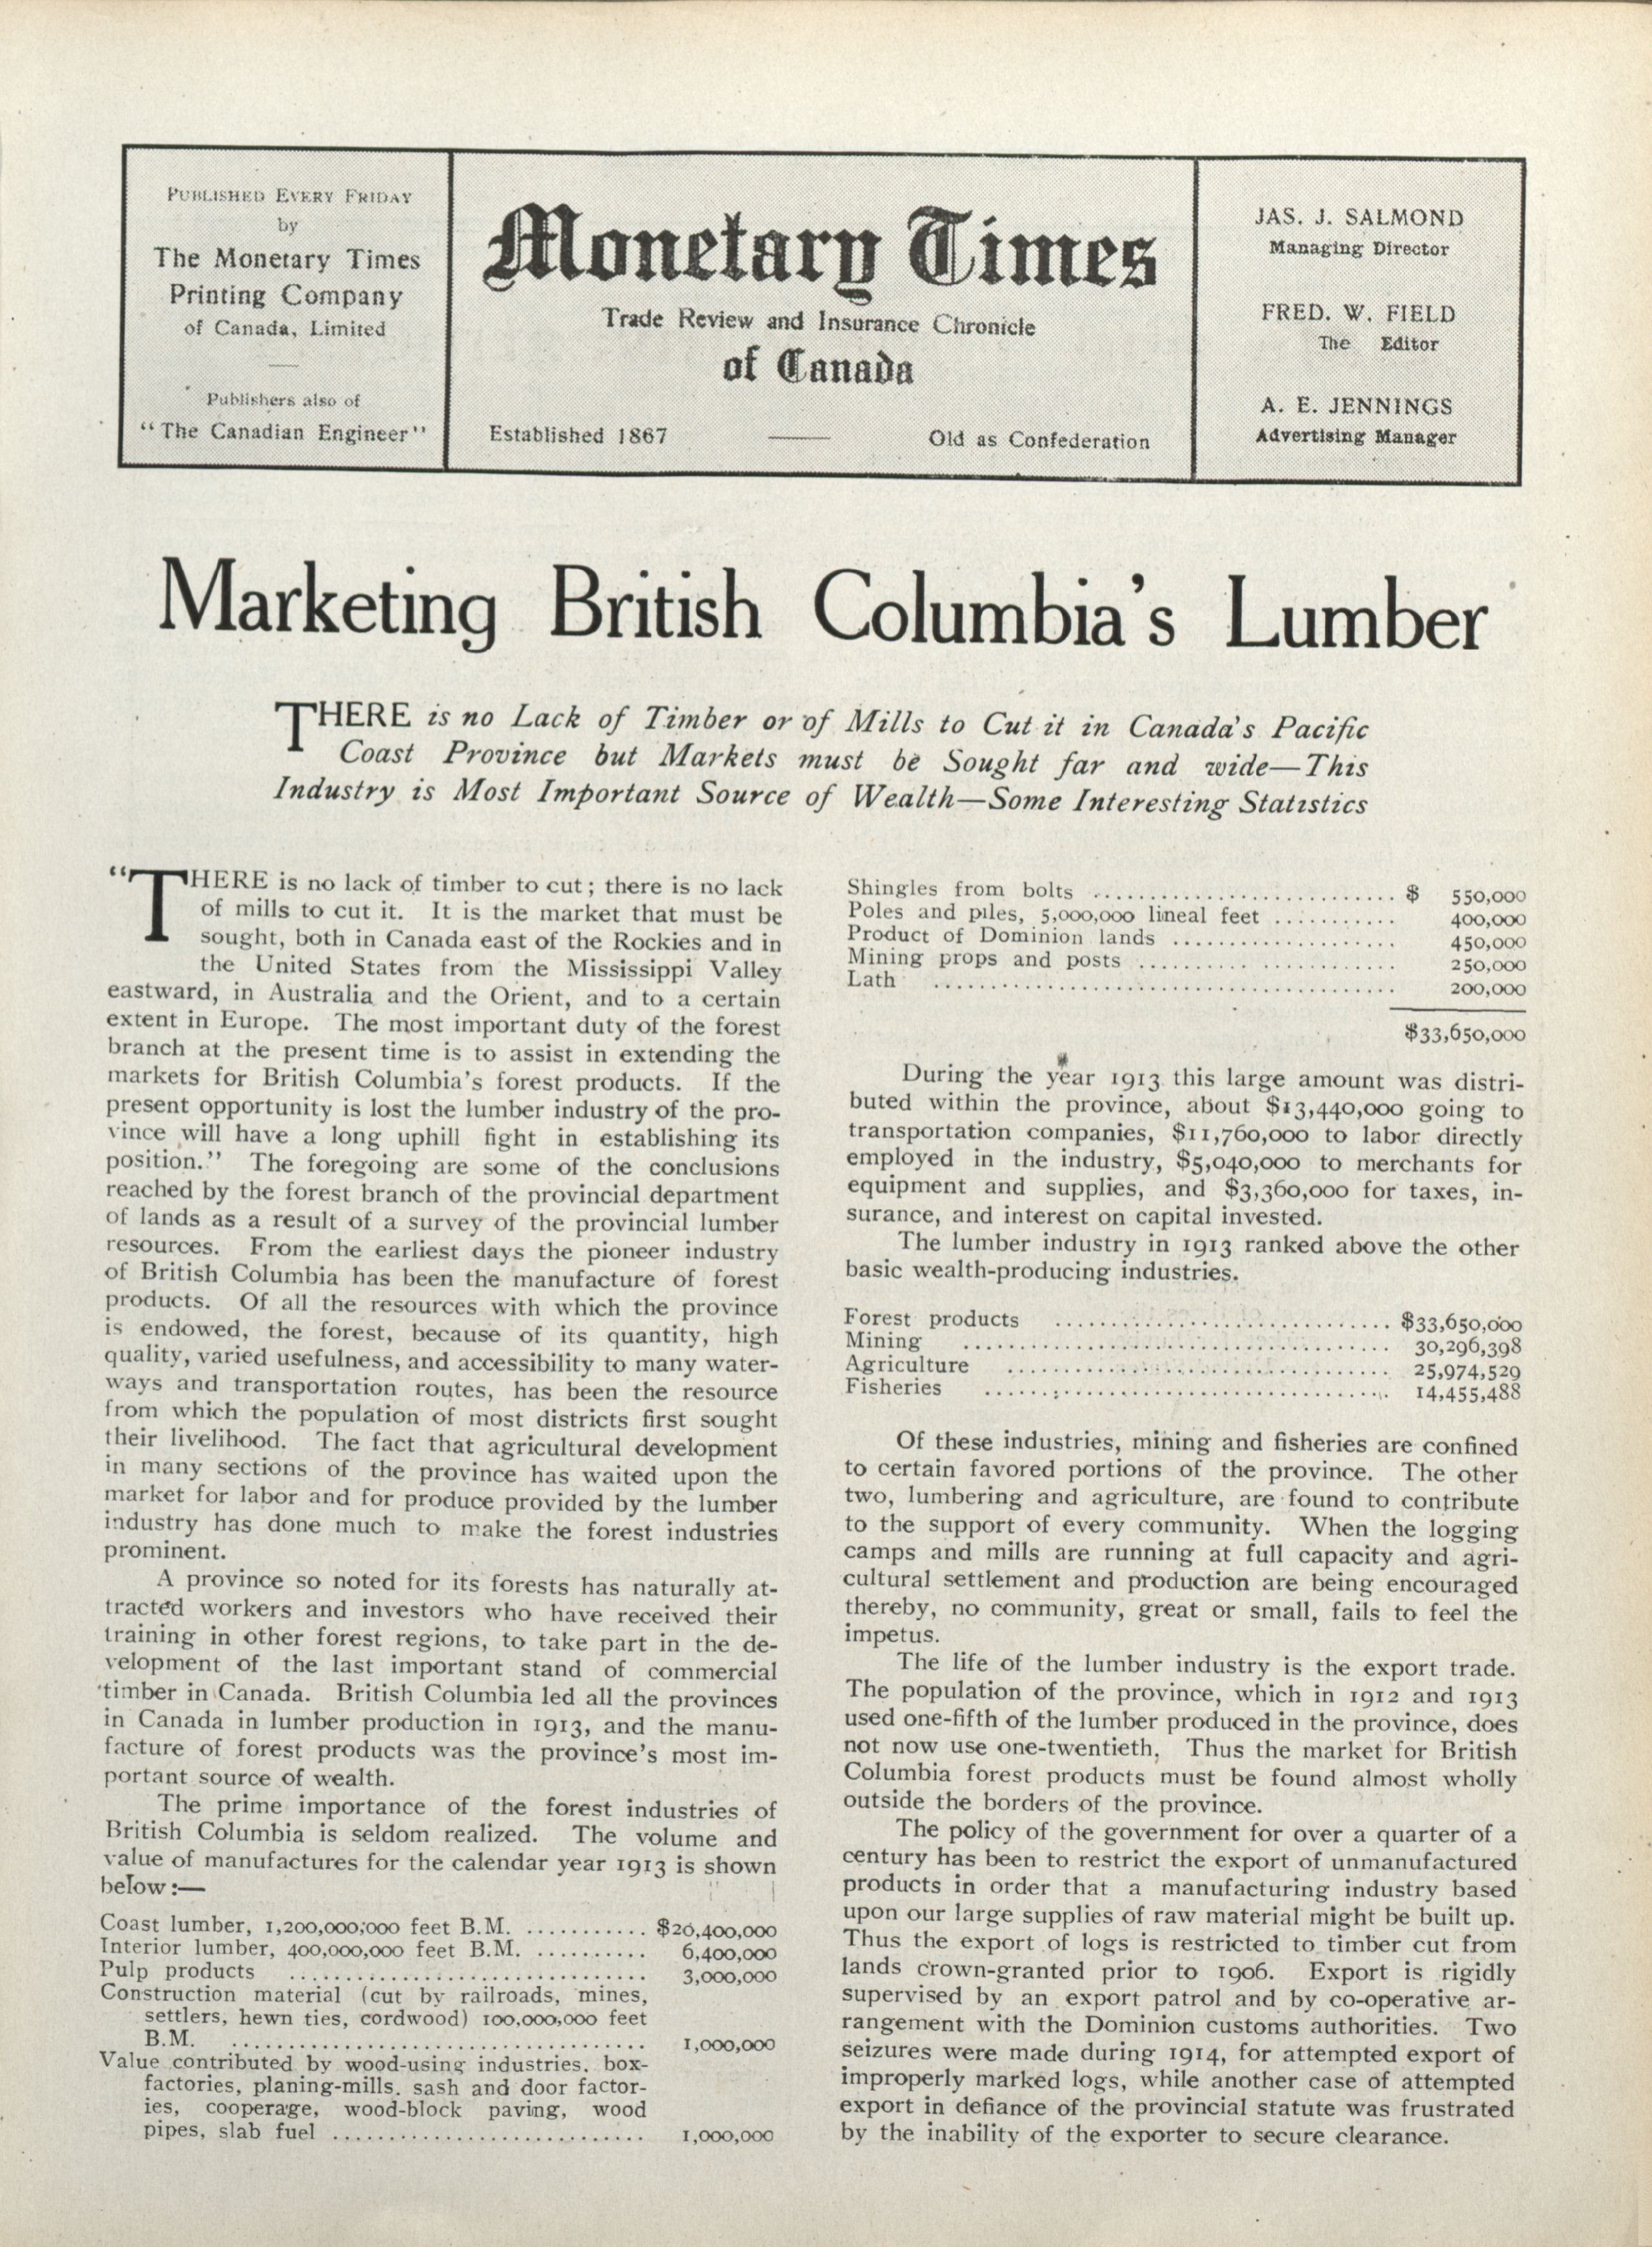 PUBLISHED EVERY FRIDAY
by
The Monetary Times
Printing Company
of Canada, Limited
Publishers also of
"The Canadian Engineer"
Monetary Times
Trade Review and Insurance Chronicle
of Canada
Established 1867
Old as Confederation
JAS. J. SALMOND
Managing Director
FRED. W. FIELD
The Editor
A. E. JENNINGS
Advertising Manager
Marketing British Columbia's Lumber
THERE is no Lack of Timber or of Mills to Cut it in Canada's Pacific
Coast Province but Markets must be Sought far and wide—This
Industry is Most Important Source of Wealth—Some Interesting Statistics
"THERE is no lack of timber to cut; there is no lack
of mills to cut it. It is the market that must be
sought, both in Canada east of the Rockies and in
the United States from the Mississippi Valley
eastward, in Australia and the Orient, and to a certain
extent in Europe. The most important duty of the forest
branch at the present time is to assist in extending the
markets for British Columbia's forest products. If the
present opportunity is lost the lumber industry of the pro-
vince will have a long uphill fight in establishing its
position." The foregoing are some of the conclusions
reached by the forest branch of the provincial department
of lands as a result of a survey of the provincial lumber
resources. From the earliest days the pioneer industry
of British Columbia has been the manufacture of forest
products. Of all the resources with which the province
is endowed, the forest, because of its quantity, high
quality, varied usefulness, and accessibility to many water-
ways and transportation routes, has been the resource
from which the population of most districts first sought
their livelihood. The fact that agricultural development
in many sections of the province has waited upon the
market for labor and for produce provided by the lumber
industry has done much to make the forest industries
prominent.
A province so noted for its forests has naturally at-
tracted workers and investors who have received their
training in other forest regions, to take part in the de-
velopment of the last important stand of commercial
timber in Canada. British Columbia led all the provinces
in Canada in lumber production in 1913, and the manu-
facture of forest products was the province's most im-
portant source of wealth.
The prime importance of the forest industries of
British Columbia is seldom realized. The volume and
value of manufactures for the calendar year 1913 is shown
below:—
Coast lumber, 1,200,000,000 feet B.M. ........... $20,400,000
Interior lumber, 400,000,000 feet B.M. .......... 6,400,000
Pulp products ................................ 3,000,000
Construction material (cut by railroads, mines,
settlers, hewn ties, cordwood) 100,000,000 feet
B.M. ..................................... 1,000,000
Value contributed by wood-using industries, box-
factories, planing-mills, sash and door factor-
ies, cooperage, wood-block paving, wood
pipes, slab fuel ............................ 1,000,000
Shingles from bolts ........................... $ 550,000
Poles and piles, 5,000,000 lineal feet ........... 400,000
Product of Dominion lands .................... 450,000
Mining props and posts ....................... 250,000
Lath ......................................... 200,000
$33,650,000
During the year 1913 this large amount was distri-
buted within the province, about $13,440,000 going to
transportation companies, $11,760,000 to labor directly
employed in the industry, $5,040,000 to merchants for
equipment and supplies, and $3,360,000 for taxes, in-
surance, and interest on capital invested.
The lumber industry in 1913 ranked above the other
basic wealth-producing industries.
Forest products .............................. $33,650,000
Mining ...................................... 30,296,398
Agriculture .................................. 25,974,529
Fisheries .................................... 14,455,488
Of these industries, mining and fisheries are confined
to certain favored portions of the province. The other
two, lumbering and agriculture, are found to contribute
to the support of every community. When the logging
camps and mills are running at full capacity and agri-
cultural settlement and production are being encouraged
thereby, no community, great or small, fails to feel the
impetus.
The life of the lumber industry is the export trade.
The population of the province, which in 1912 and 1913
used one-fifth of the lumber produced in the province, does
not now use one-twentieth, Thus the market for British
Columbia forest products must be found almost wholly
outside the borders of the province.
The policy of the government for over a quarter of a
century has been to restrict the export of unmanufactured
products in order that a manufacturing industry based
upon our large supplies of raw material might be built up.
Thus the export of logs is restricted to timber cut from
lands crown-granted prior to 1906. Export is rigidly
supervised by an export patrol and by co-operative ar-
rangement with the Dominion customs authorities. Two
seizures were made during 1914, for attempted export of
improperly marked logs, while another case of attempted
export in defiance of the provincial statute was frustrated
by the inability of the exporter to secure clearance.